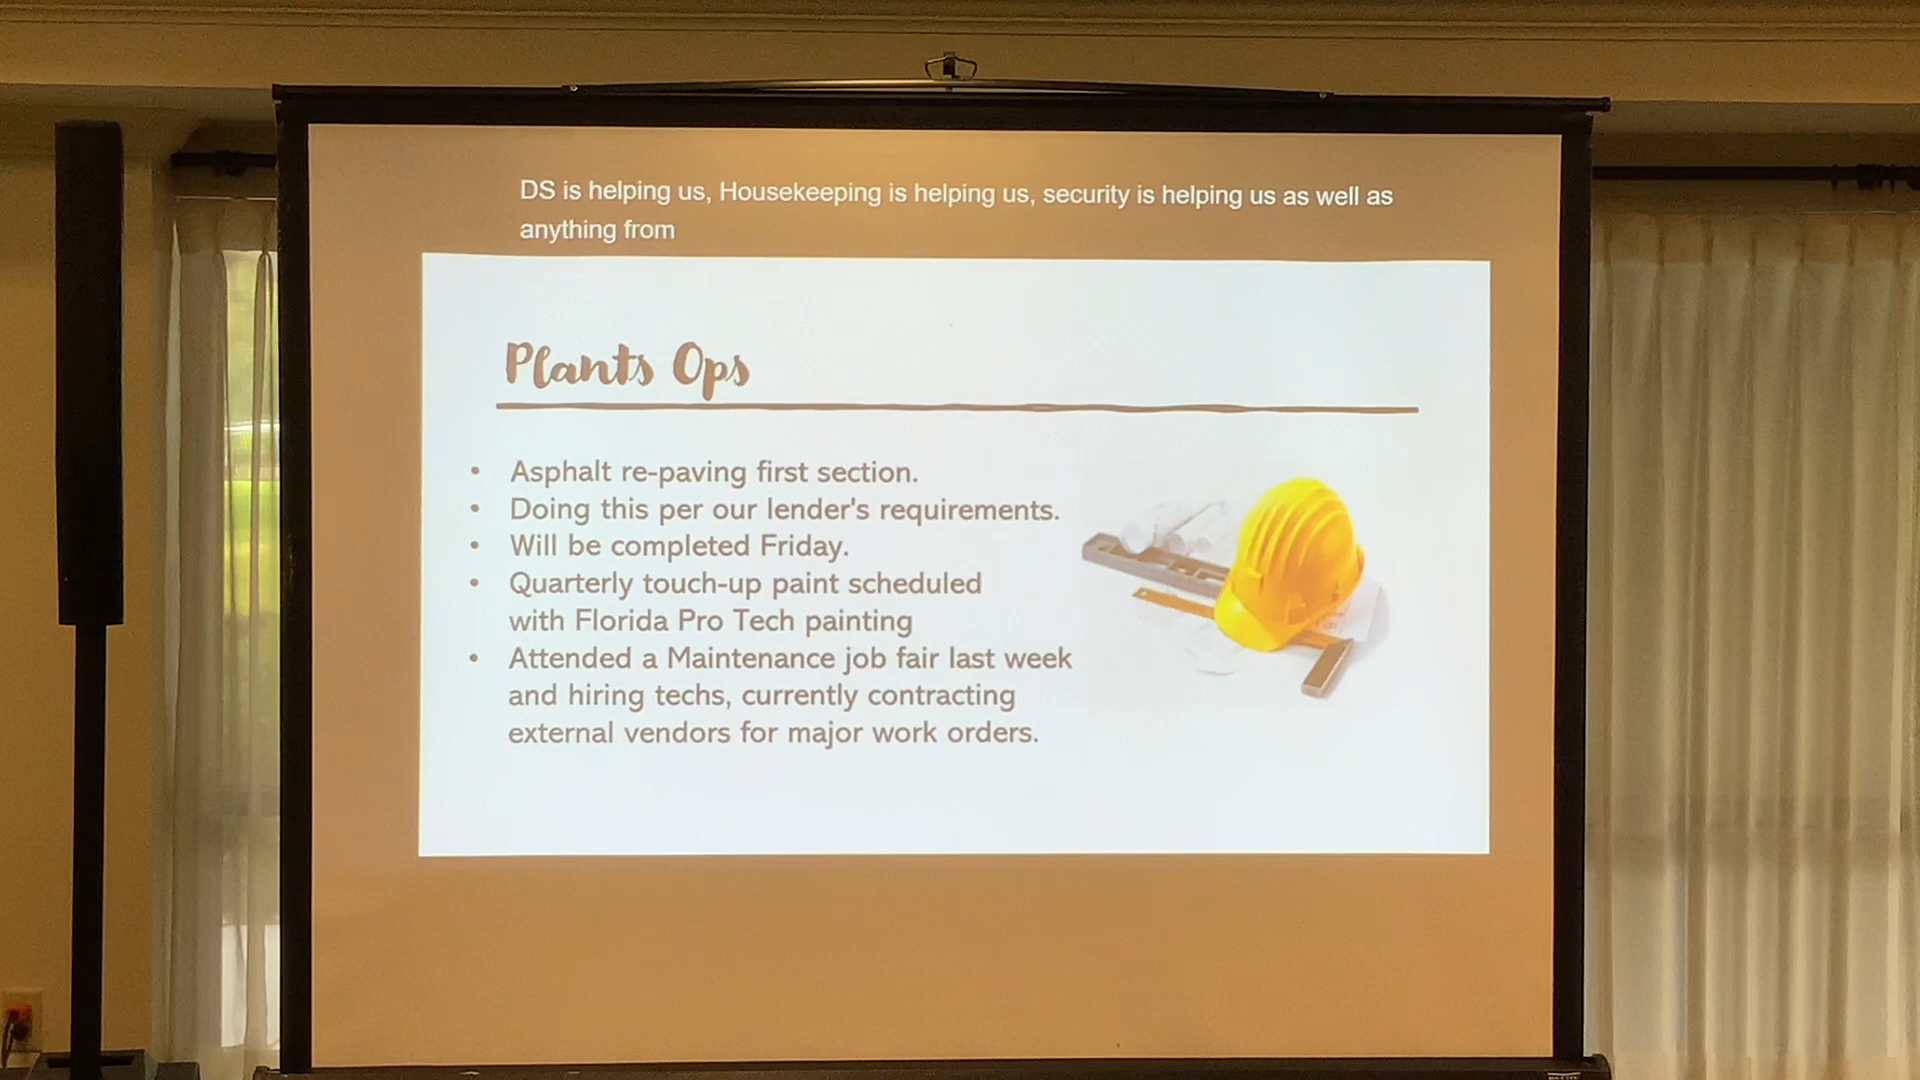 DS is helping us, Housekeeping is helping us, security is helping us as well as
anything from
Plants Ops
• Asphalt re-paving first section.
• Doing this per our lender's requirements.
• Will be completed Friday.
• Quarterly touch-up paint scheduled
with Florida Pro Tech painting
• Attended a Maintenance job fair last week
and hiring techs, currently contracting
external vendors for major work orders.